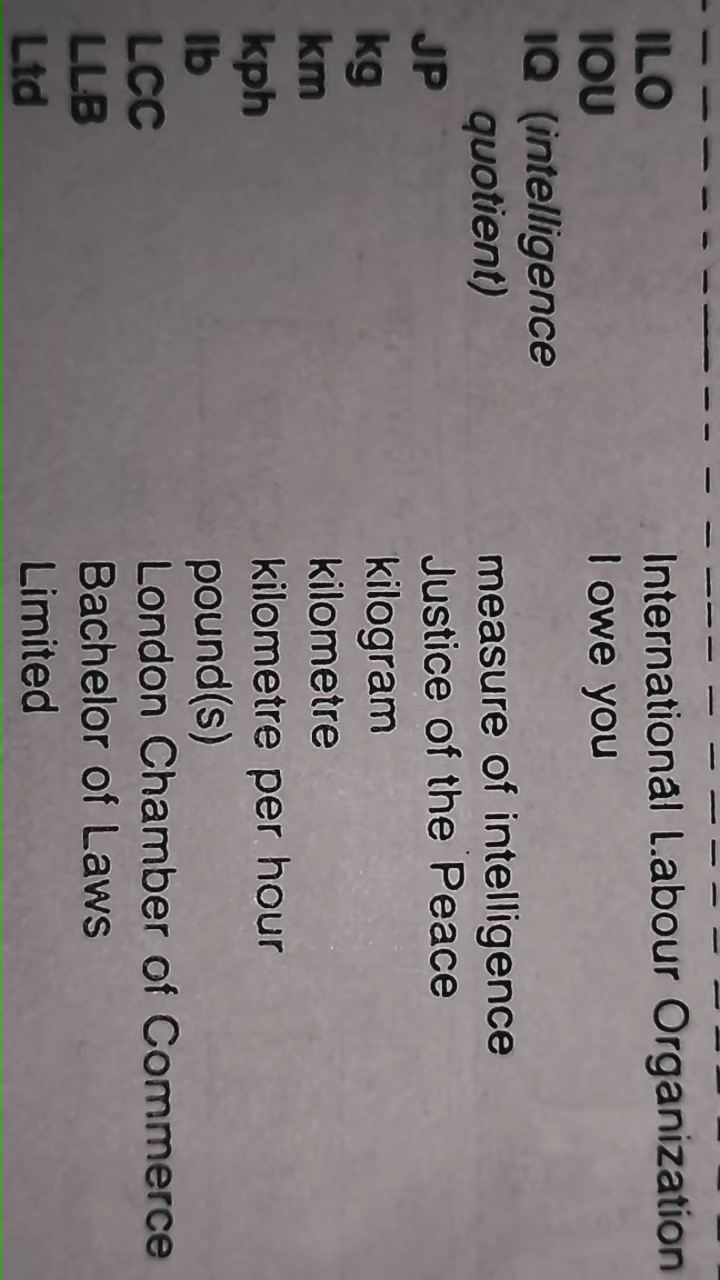 ILO International Labour Organization
IOU I owe you
IQ (intelligence
quotient) measure of intelligence
JP Justice of the Peace
kg kilogram
km kilometre
kph kilometre per hour
lb pound(s)
LCC London Chamber of Commerce
LLB Bachelor of Laws
Ltd Limited